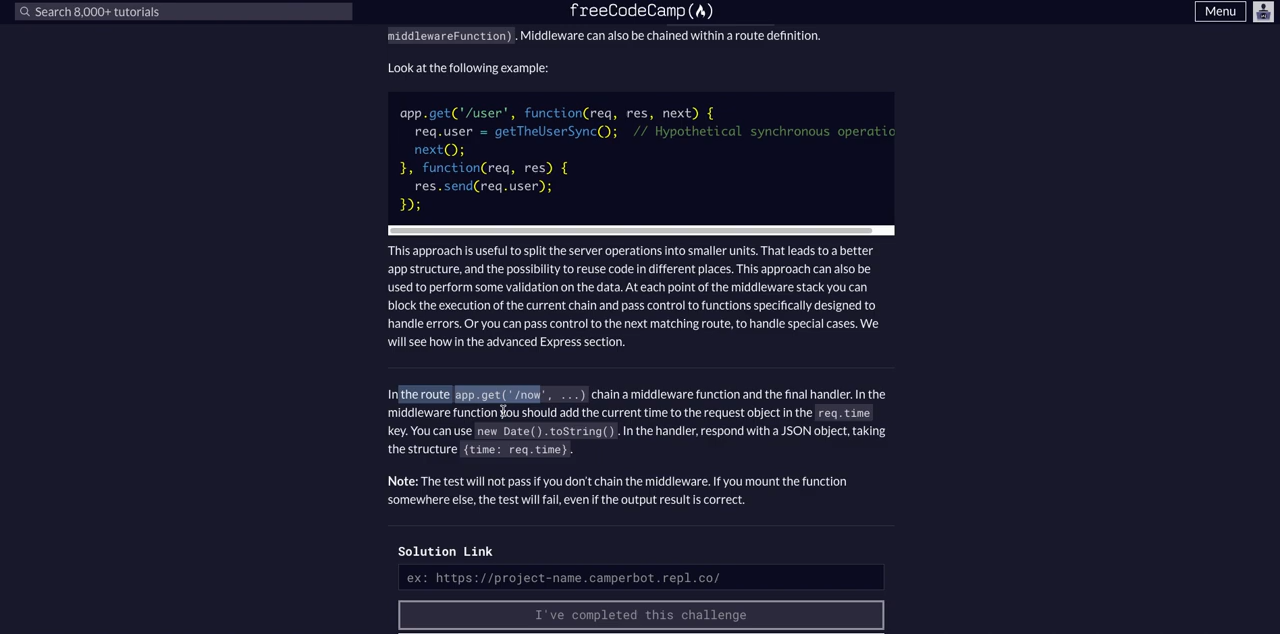 Search 8,000+ tutorials
freeCodeCamp
Menu
middlewareFunction). Middleware can also be chained within a route definition.
Look at the following example:
app.get('/user', function(req, res, next) {
req.user = getTheUserSync(); // Hypothetical synchronous operatio
next();
}, function(req, res) {
res.send(req.user);
});
This approach is useful to split the server operations into smaller units. That leads to a better
app structure, and the possibility to reuse code in different places. This approach can also be
used to perform some validation on the data. At each point of the middleware stack you can
block the execution of the current chain and pass control to functions specifically designed to
handle errors. Or you can pass control to the next matching route, to handle special cases. We
will see how in the advanced Express section.
In the route app.get('/now', ...) chain a middleware function and the final handler. In the
middleware function you should add the current time to the request object in the req.time
key. You can use new Date().toString(). In the handler, respond with a JSON object, taking
the structure {time: req.time}.
Note: The test will not pass if you don't chain the middleware. If you mount the function
somewhere else, the test will fail, even if the output result is correct.
Solution Link
ex: https://project-name.camperbot.repl.co/
I've completed this challenge